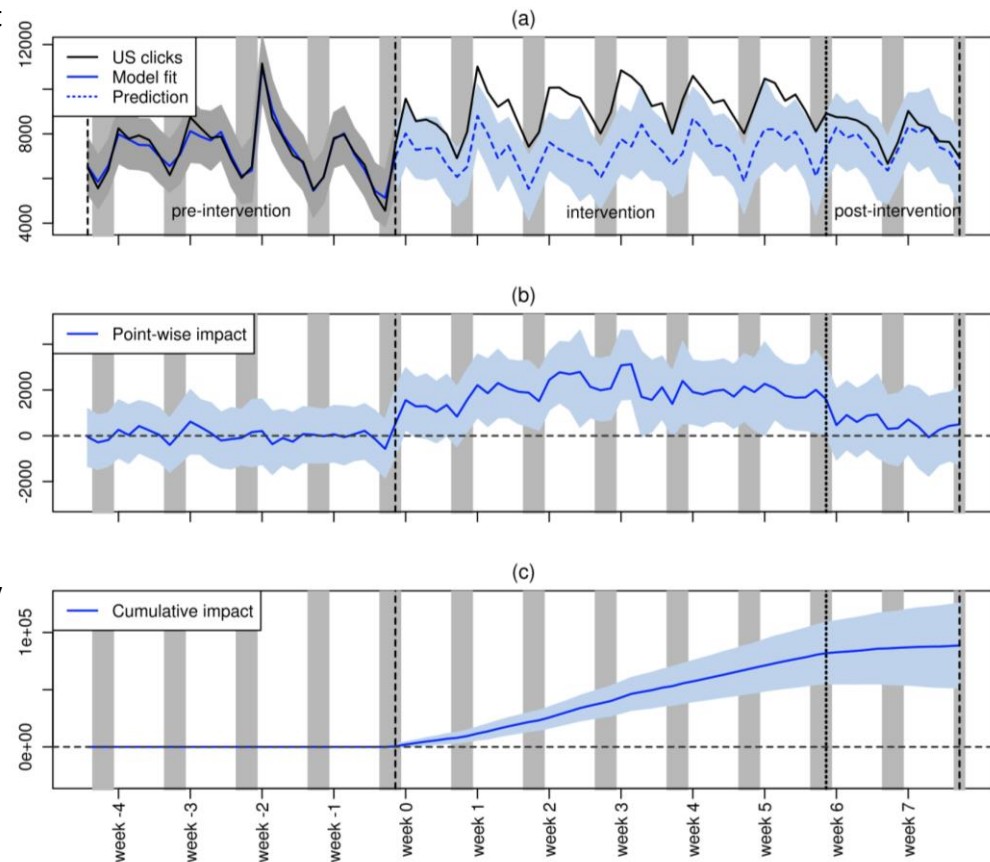 (a)
12000
8000
4000
US clicks
Model fit
Prediction
pre-intervention
intervention
post-intervention
(b)
2000
0
-2000
Point-wise impact
(c)
1e+05
0e+00
Cumulative impact
week -4
week -3
week -2
week -1
week 0
week 1
week 2
week 3
week 4
week 5
week 6
week 7